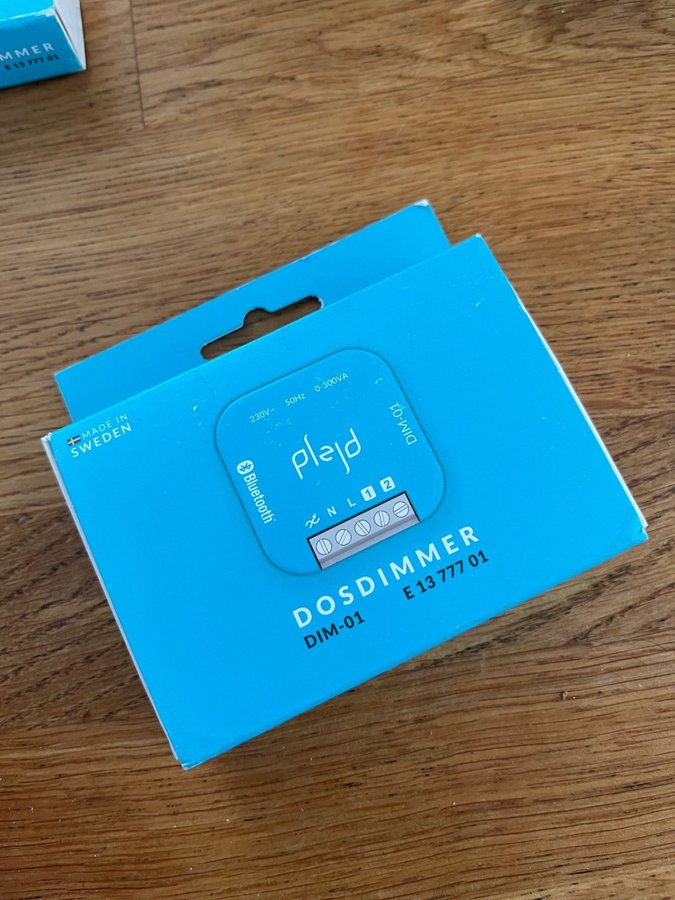 MMER
E 13 777 01
MADE IN
SWEDEN
230V~ 50Hz 0-300VA
DIM-01
plejd
Bluetooth
N L 1 2
DOSDIMMER
DIM-01 E 13 777 01